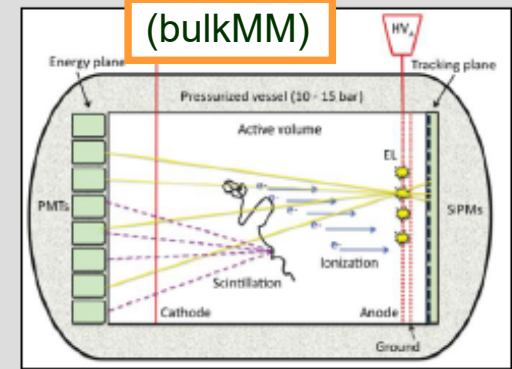 (bulkMM)
HV
Energy plane
Tracking plane
Pressurized vessel (10 - 15 bar)
Active volume
EL
e-
e-
e-
e-
e-
PMTs
SiPMs
Ionization
Scintillation
Cathode
Anode
Ground